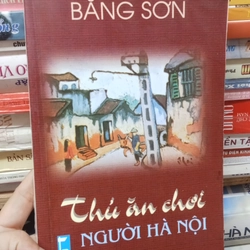 BĂNG SƠN
Thú ăn chơi
NGƯỜI HÀ NỘI